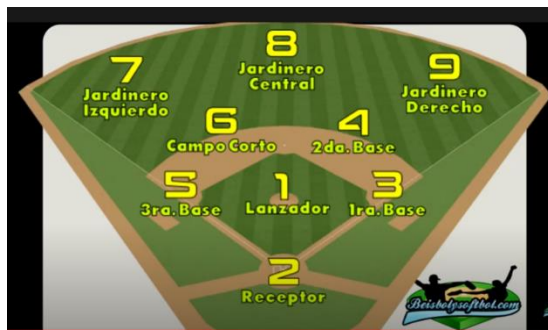 8
Jardinero
Central
7
Jardinero
Izquierdo
9
Jardinero
Derecho
6
Campo Corto
4
2da. Base
5
3ra. Base
1
Lanzador
3
1ra. Base
2
Receptor
Beisbolysoftbol.com